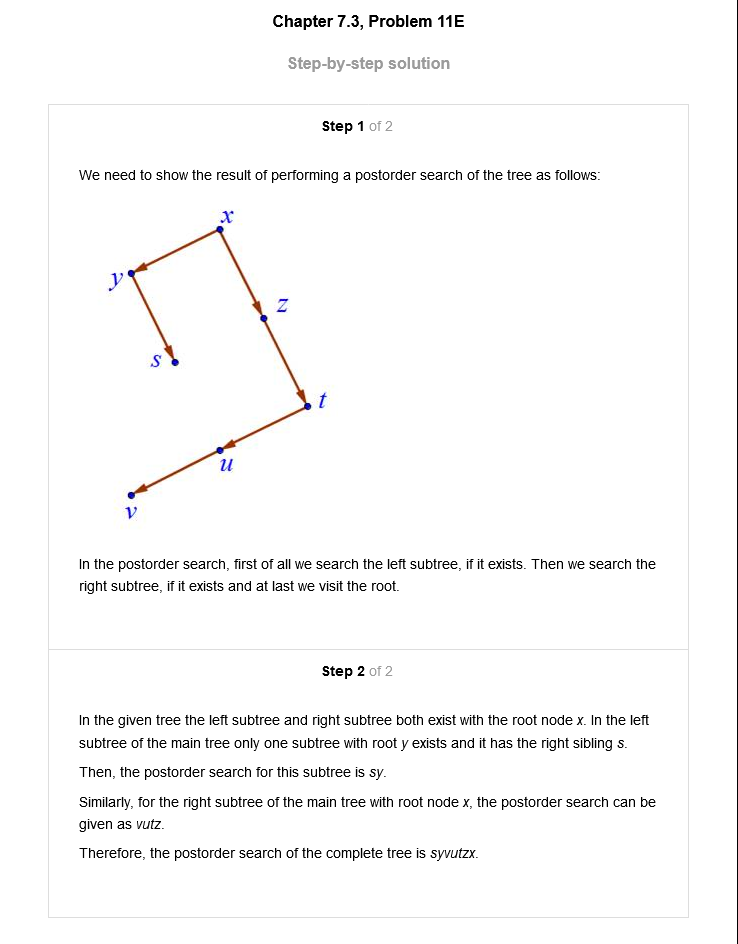 Chapter 7.3, Problem 11E
Step-by-step solution
Step 1 of 2
We need to show the result of performing a postorder search of the tree as follows:
x
y
z
s
t
u
v
In the postorder search, first of all we search the left subtree, if it exists. Then we search the
right subtree, if it exists and at last we visit the root.
Step 2 of 2
In the given tree the left subtree and right subtree both exist with the root node x. In the left
subtree of the main tree only one subtree with root y exists and it has the right sibling s.
Then, the postorder search for this subtree is sy.
Similarly, for the right subtree of the main tree with root node x, the postorder search can be
given as vutz.
Therefore, the postorder search of the complete tree is syvutzx.